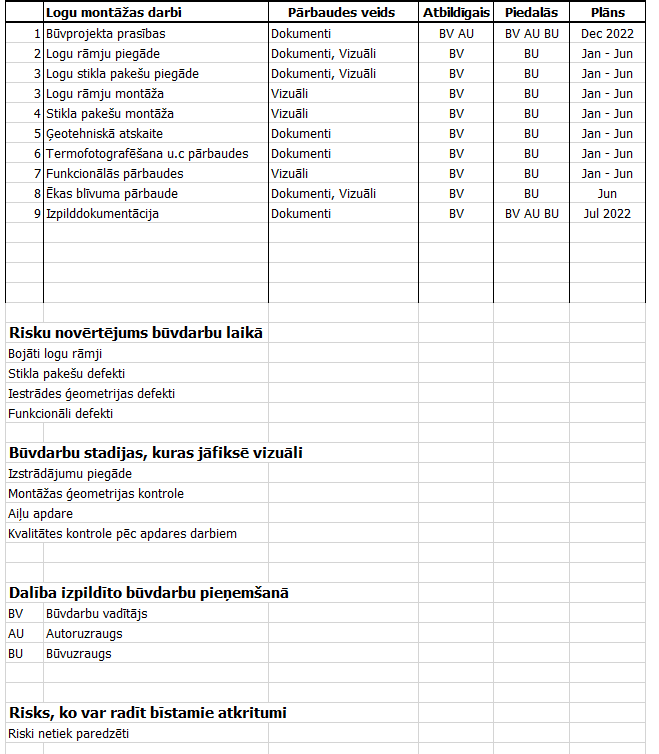 Logu montāžas darbi Pārbaudes veids Atbildīgais Piedalās Plāns
1 Būvprojekta prasības Dokumenti BV AU BV AU BU Dec 2022
2 Logu rāmju piegāde Dokumenti, Vizuāli BV BU Jan - Jun
3 Logu stikla pakešu piegāde Dokumenti, Vizuāli BV BU Jan - Jun
3 Logu rāmju montāža Vizuāli BV BU Jan - Jun
4 Stikla pakešu montāža Vizuāli BV BU Jan - Jun
5 Ģeotehniskā atskaite Dokumenti BV BU Jan - Jun
6 Termofotografēšana u.c pārbaudes Dokumenti BV BU Jan - Jun
7 Funkcionālās pārbaudes Vizuāli BV BU Jan - Jun
8 Ēkas blīvuma pārbaude Dokumenti, Vizuāli BV BU Jun
9 Izpilddokumentācija Dokumenti BV BV AU BU Jul 2022
Risku novērtējums būvdarbu laikā
Bojāti logu rāmji
Stikla pakešu defekti
Iestrādes ģeometrijas defekti
Funkcionāli defekti
Būvdarbu stadijas, kuras jāfiksē vizuāli
Izstrādājumu piegāde
Montāžas ģeometrijas kontrole
Aiļu apdare
Kvalitātes kontrole pēc apdares darbiem
Dalība izpildīto būvdarbu pieņemšanā
BV Būvdarbu vadītājs
AU Autoruzraugs
BU Būvuzraugs
Risks, ko var radīt bīstamie atkritumi
Riski netiek paredzēti